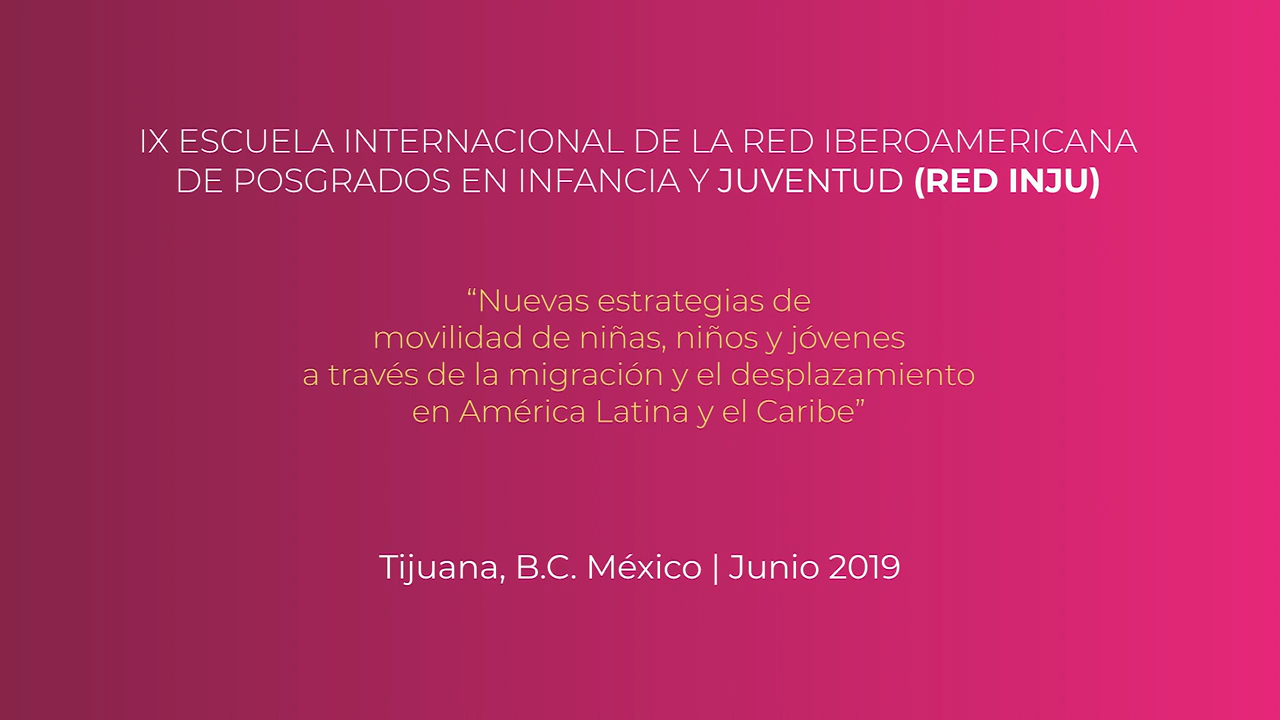 IX ESCUELA INTERNACIONAL DE LA RED IBEROAMERICANA
DE POSGRADOS EN INFANCIA Y JUVENTUD (RED INJU)
“Nuevas estrategias de
movilidad de niñas, niños y jóvenes
a través de la migración y el desplazamiento
en América Latina y el Caribe”
Tijuana, B.C. México | Junio 2019